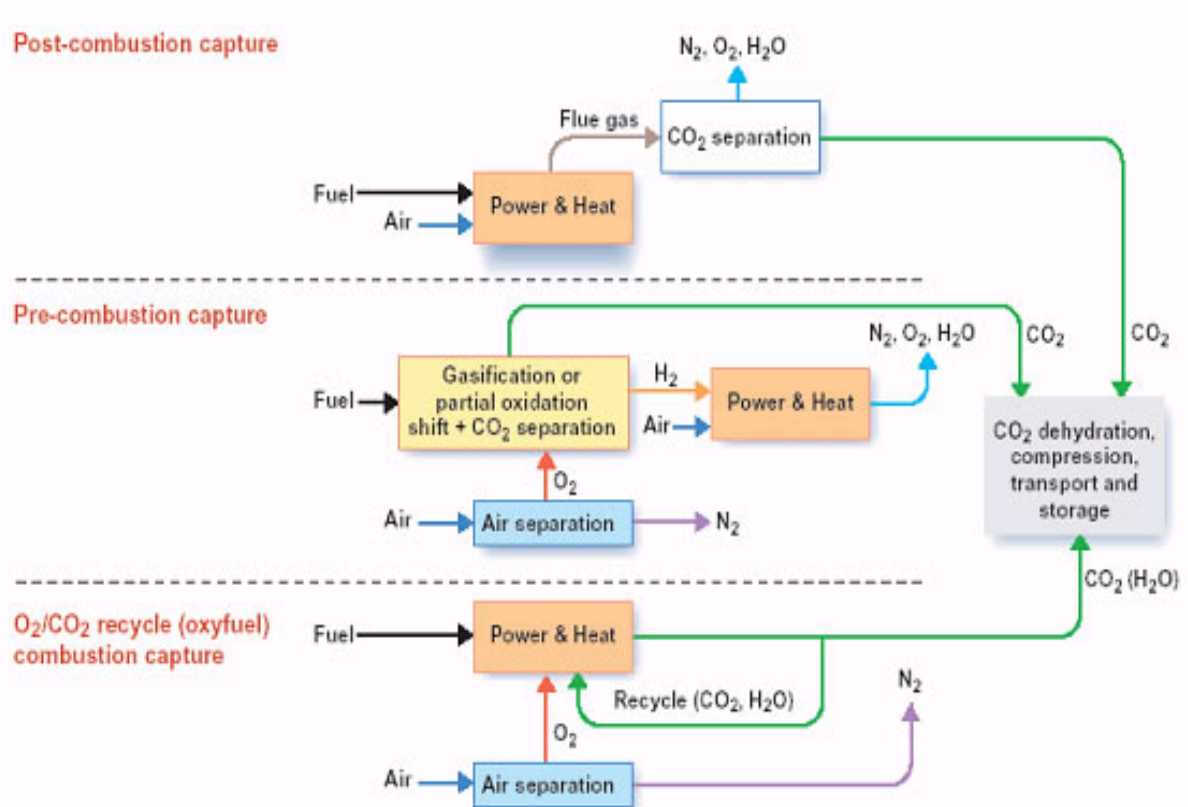 Post-combustion capture
N₂, O₂, H₂O
Flue gas
CO₂ separation
Fuel
Power & Heat
Air
Pre-combustion capture
CO₂
CO₂
N₂, O₂, H₂O
Gasification or
partial oxidation
shift + CO₂ separation
H₂
Fuel
Power & Heat
Air
CO₂ dehydration,
compression,
transport and
storage
O₂
Air
Air separation
N₂
CO₂ (H₂O)
O₂/CO₂ recycle (oxyfuel)
combustion capture
Fuel
Power & Heat
Recycle (CO₂, H₂O)
N₂
O₂
Air
Air separation